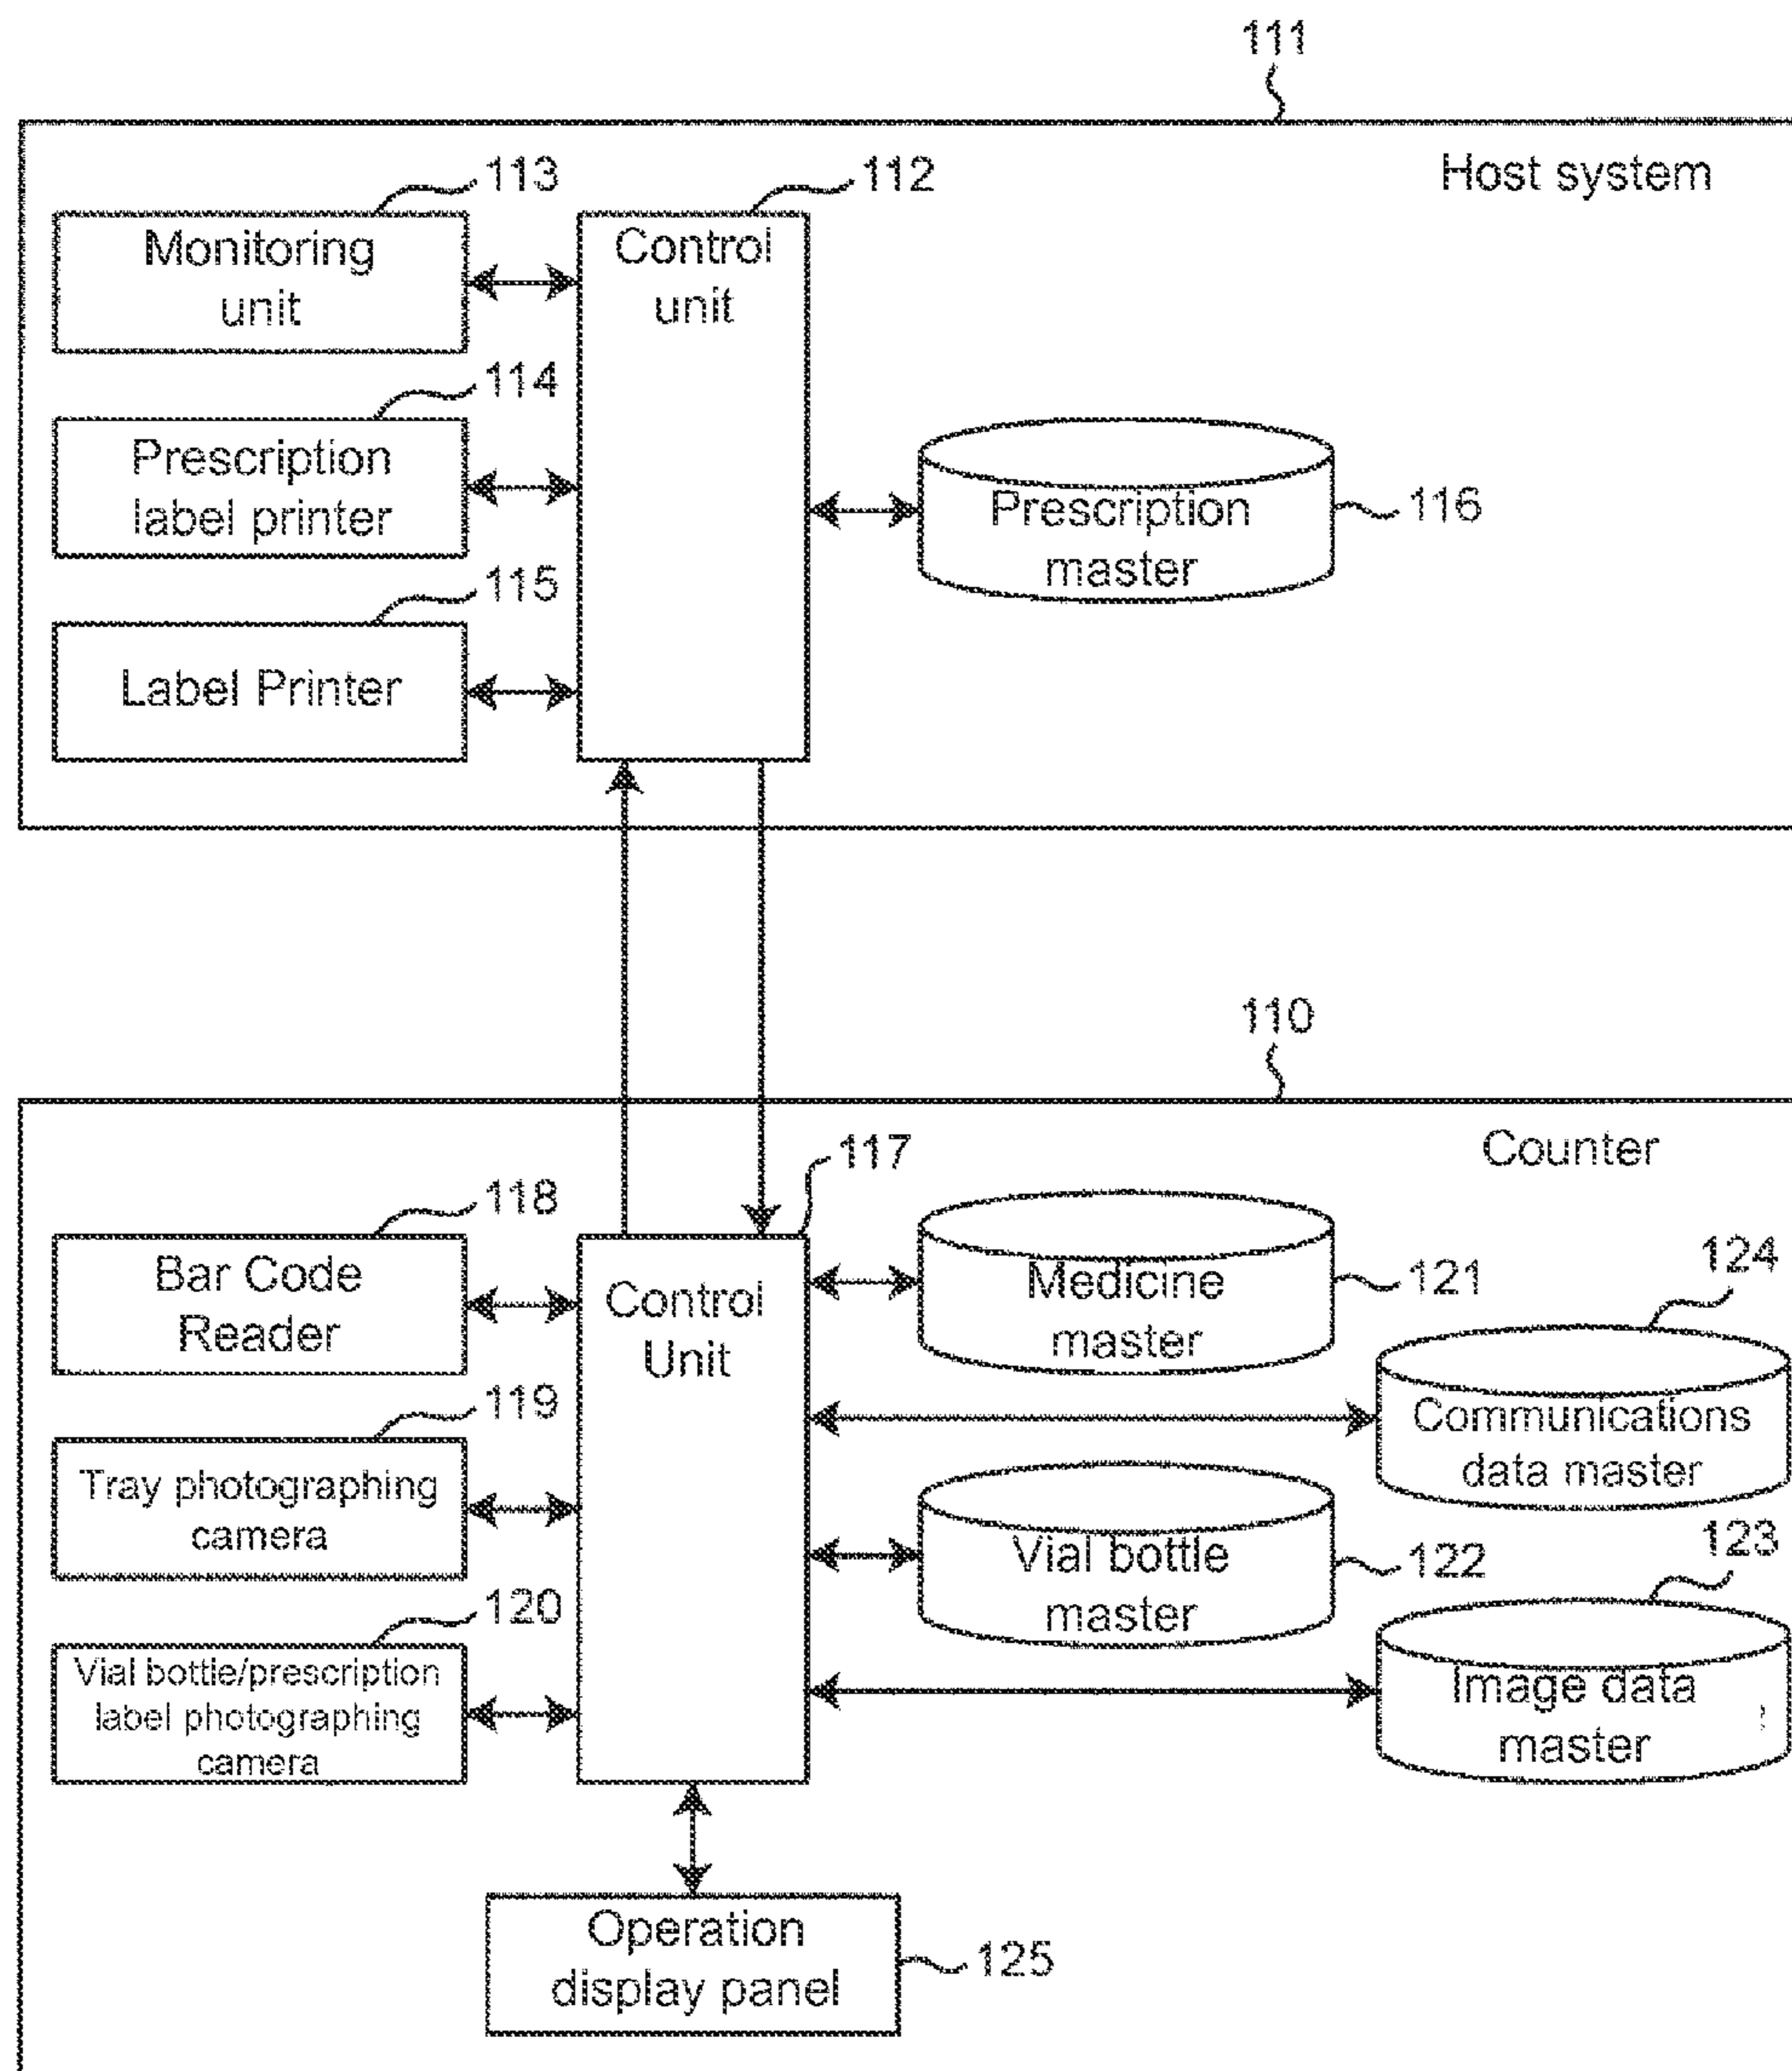 111
Host system
113
112
Monitoring
unit
Control
unit
114
Prescription
label printer
Prescription
master
116
115
Label Printer
110
Counter
117
118
Bar Code
Reader
Control
Unit
Medicine
master
121
124
Communications
data master
119
Tray photographing
camera
Vial bottle
master
122
123
Image data
master
120
Vial bottle/prescription
label photographing
camera
Operation
display panel
125